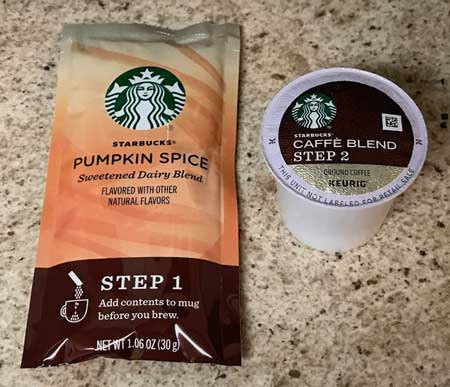 STARBUCKS®
PUMPKIN SPICE
Sweetened Dairy Blend
FLAVORED WITH OTHER
NATURAL FLAVORS
STEP 1
Add contents to mug
before you brew.
NET WT 1.06 OZ (30 g)
STARBUCKS®
CAFFÈ BLEND
STEP 2
GROUND COFFEE
KEURIG
K THIS UNIT NOT LABELED FOR RETAIL SALE K